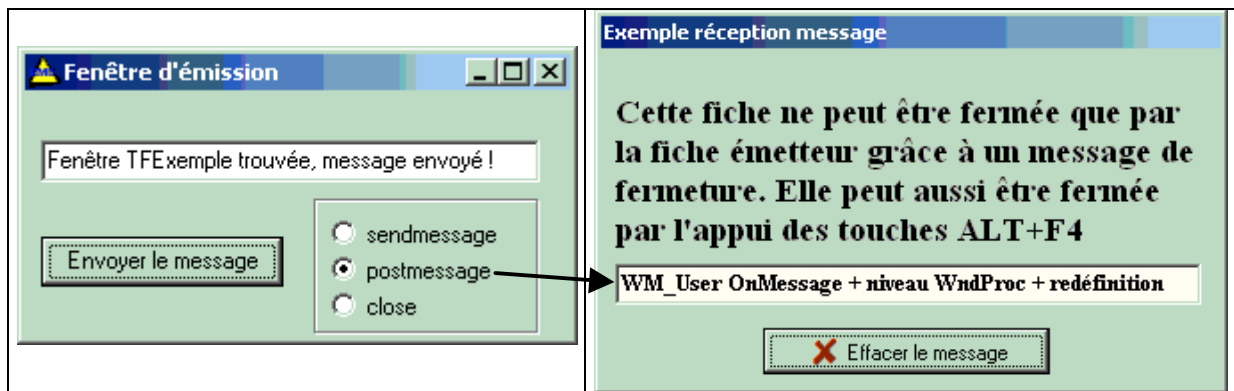 Fenêtre d'émission
Fenêtre TFExemple trouvée, message envoyé !
Envoyer le message
sendmessage
postmessage
close
Exemple réception message
Cette fiche ne peut être fermée que par
la fiche émetteur grâce à un message de
fermeture. Elle peut aussi être fermée
par l'appui des touches ALT+F4
WM_User OnMessage + niveau WndProc + redéfinition
Effacer le message